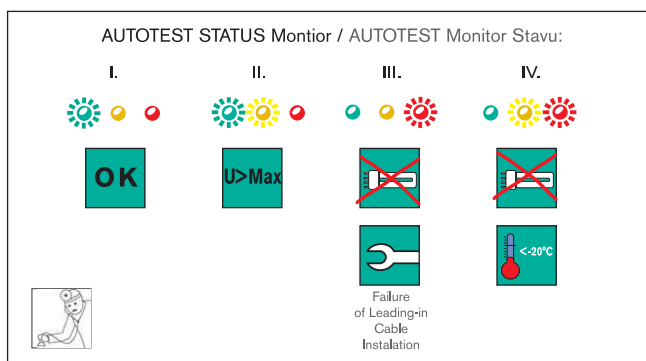 AUTOTEST STATUS Montior / AUTOTEST Monitor Stavu:
I. II. III. IV.
OK U>Max
<-20°C
Failure
of Leading-in
Cable
Instalation